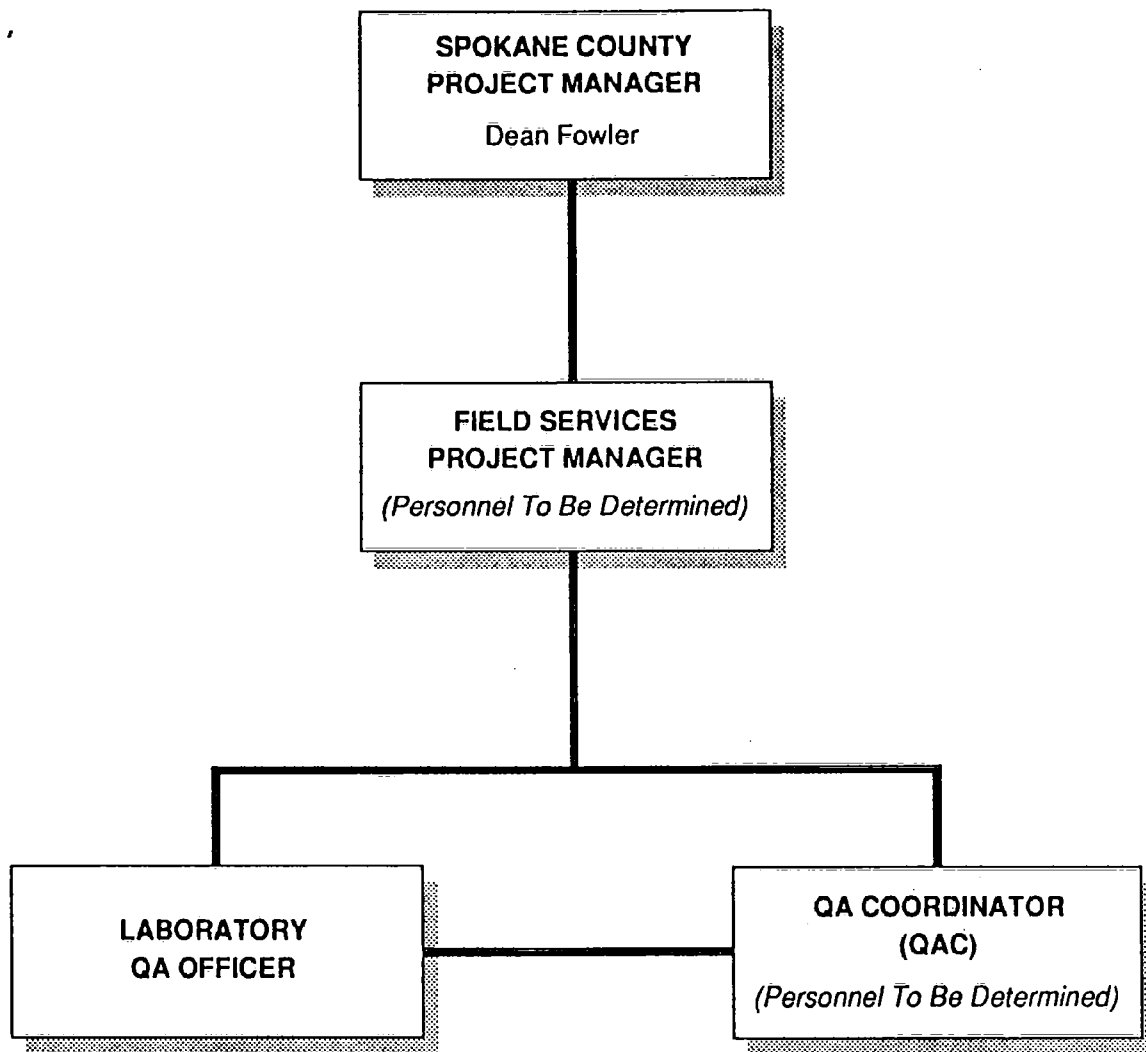 SPOKANE COUNTY
PROJECT MANAGER
Dean Fowler
FIELD SERVICES
PROJECT MANAGER
(Personnel To Be Determined)
LABORATORY
QA OFFICER
QA COORDINATOR
(QAC)
(Personnel To Be Determined)